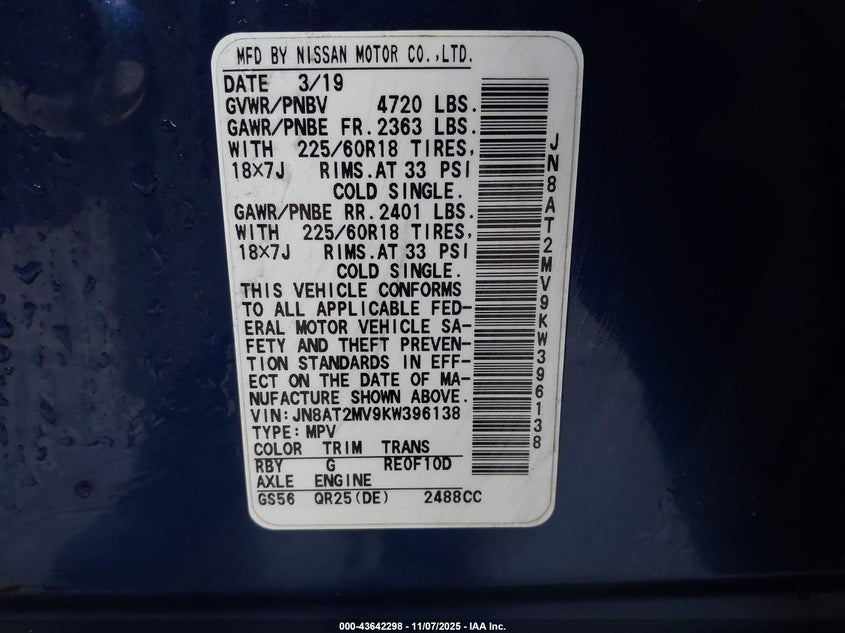 MFD BY NISSAN MOTOR CO.,LTD.
DATE 3/19
GVWR/PNBV 4720 LBS.
GAWR/PNBE FR.2363 LBS.
WITH 225/60R18 TIRES,
18×7J RIMS.AT 33 PSI
COLD SINGLE.
GAWR/PNBE RR.2401 LBS.
WITH 225/60R18 TIRES,
18×7J RIMS.AT 33 PSI
COLD SINGLE.
THIS VEHICLE CONFORMS
TO ALL APPLICABLE FED-
ERAL MOTOR VEHICLE SA-
FETY AND THEFT PREVEN-
TION STANDARDS IN EFF-
ECT ON THE DATE OF MA-
NUFACTURE SHOWN ABOVE.
VIN:JN8AT2MV9KW396138
TYPE:MPV
COLOR TRIM TRANS
RBY G RE0F10D
AXLE ENGINE
GS56 QR25(DE) 2488CC
JN8AT2MV9KW396138
000-43642298 - 11/07/2025 - IAA Inc.